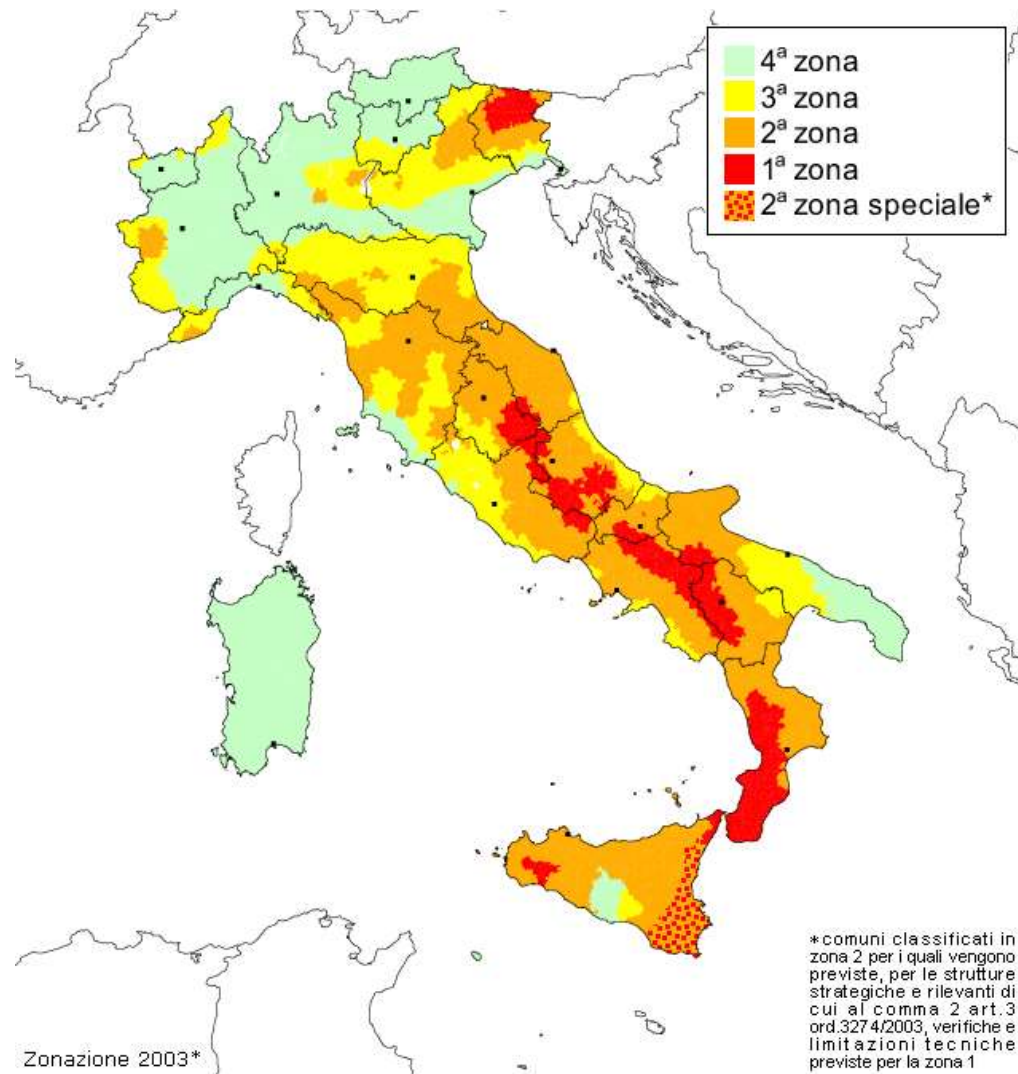 4ª zona
3ª zona
2ª zona
1ª zona
2ª zona speciale*
*comuni classificati in
zona 2 per i quali vengono
previste, per le strutture
strategiche e rilevanti di
cui al comma 2 art.3
ord.3274/2003, verifiche e
limitazioni tecniche
previste per la zona 1
Zonazione 2003*